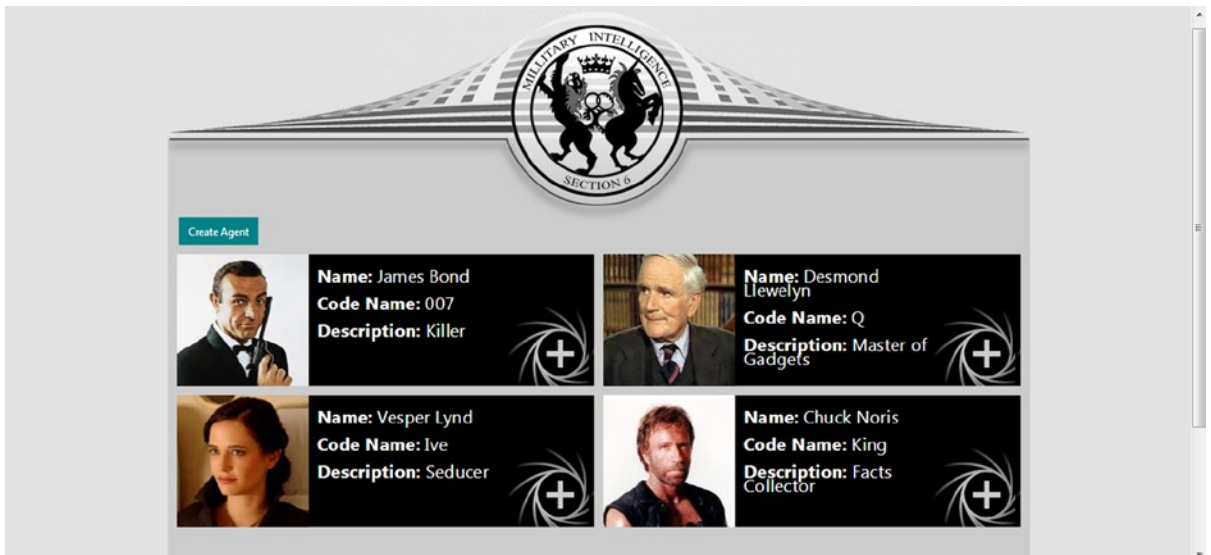 MILLITARY INTELLIGENCE
SECTION 6
Create Agent
Name: James Bond
Code Name: 007
Description: Killer
Name: Desmond
Llewelyn
Code Name: Q
Description: Master of
Gadgets
Name: Vesper Lynd
Code Name: Ive
Description: Seducer
Name: Chuck Noris
Code Name: King
Description: Facts
Collector